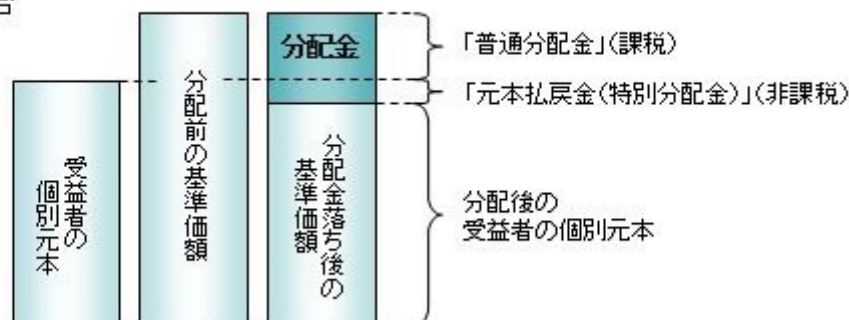 分配金
「普通分配金」(課税)
「元本払戻金(特別分配金)」(非課税)
受益者の
個別元本
分配前の基準価額
分配金落ち後の
基準価額
分配後の
受益者の個別元本